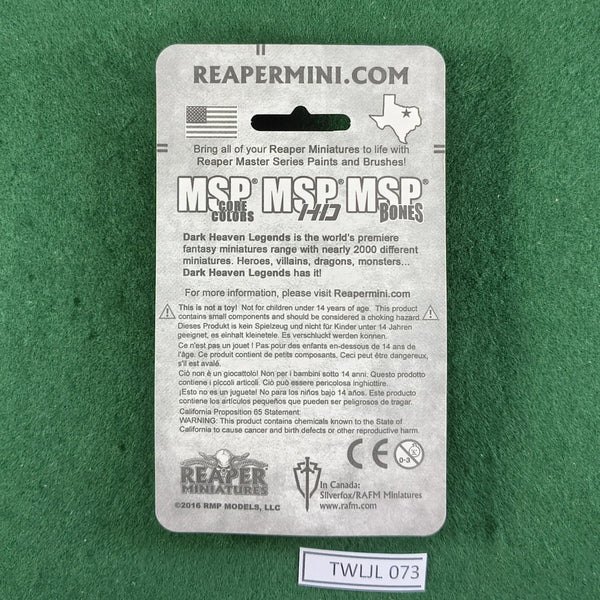 REAPERMINI.COM
Bring all of your Reaper Miniatures to life with
Reaper Master Series Paints and Brushes!
MSP® CORE COLORS MSP® HD MSP® BONES
Dark Heaven Legends is the world's premiere
fantasy miniatures range with nearly 2000 different
miniatures. Heroes, villains, dragons, monsters...
Dark Heaven Legends has it!
For more information, please visit Reapermini.com
This is not a toy! Not for children under 14 years of age. This product
contains small components and should be considered a choking hazard.
Dieses Produkt is kein Spielzeug und nicht für Kinder unter 14 Jahren
geeignet, es einhalt kleinetele. Es verschluckt werden konnen.
Ce n'est pas un jouet ! Pas pour des enfants en-dessous de 14 ans de
l'âge. Ce produit contient de petits composants. Ceci peut être dangereux,
s'il est avalé.
Ciò non è un giocattolo! Non per i bambini sotto 14 anni. Questo prodotto
contiene i piccoli articoli. Ciò può essere pericolosa inghiottire.
¡Esto no es un juguete! No para los niños bajo 14 años. Este producto
contiene los artículos pequeños que pueden ser peligrosos de tragar.
California Proposition 65 Statement:
WARNING: This product contains chemicals known to the State of
California to cause cancer and birth defects or other reproductive harm.
REAPER
MINIATURES
©2016 RMP MODELS, LLC
In Canada:
Silverfox/RAFM Miniatures
www.rafm.com
CE
0-3
TWLJL 073